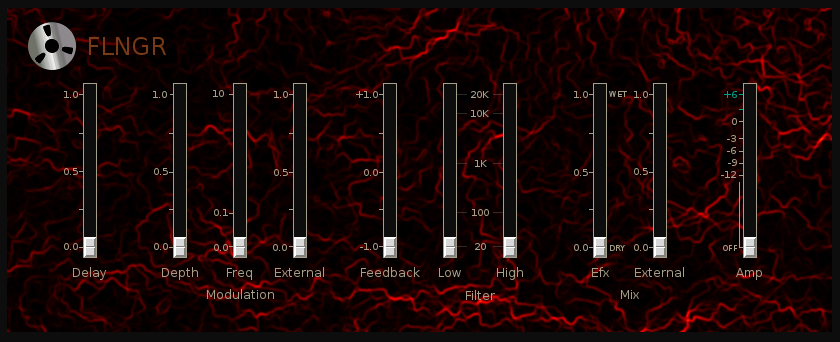 FLNGR
1.0 1.0 10 1.0 +1.0 20K 1.0 WET 1.0 +6
10K
0
-3
-6
1K
-9
0.5 0.5 0.5 0.0 0.5 0.5 -12
0.1 100
0.0 0.0 0.0 0.0 -1.0 20 0.0 DRY 0.0 OFF
Delay Depth Freq External Feedback Low High Efx External Amp
Modulation Filter Mix